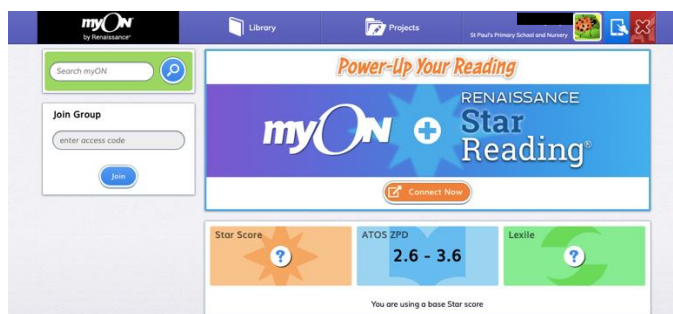 myON
by Renaissance®
Library
Projects
St Paul's Primary School and Nursery
Search myON
Join Group
enter access code
Join
Power-Up Your Reading
myON + RENAISSANCE
Star
Reading®
Connect Now
Star Score
?
ATOS ZPD
2.6 - 3.6
Lexile
?
You are using a base Star score